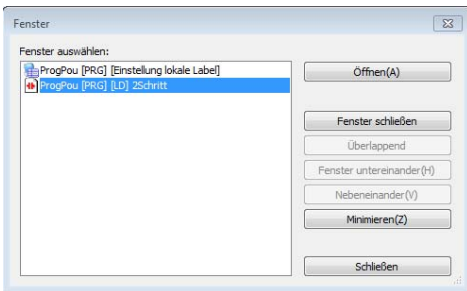 Fenster
Fenster auswählen:
ProgPou [PRG] [Einstellung lokale Label]
ProgPou [PRG] [LD] 2Schritt
Öffnen(A)
Fenster schließen
Überlappend
Fenster untereinander(H)
Nebeneinander(V)
Minimieren(Z)
Schließen